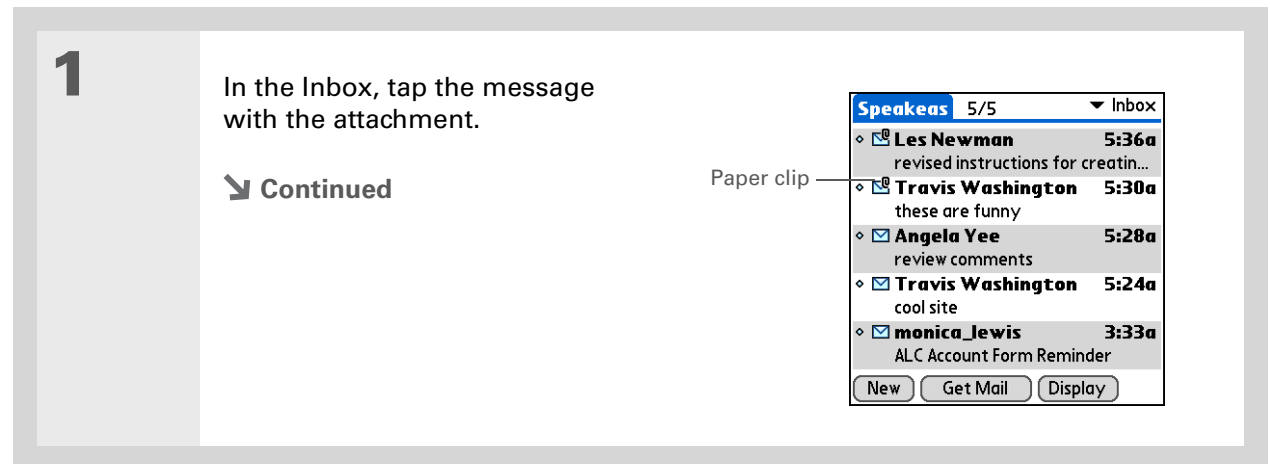 1
In the Inbox, tap the message
with the attachment.
Continued
Paper clip
Speakeas 5/5 Inbox
Les Newman 5:36a
revised instructions for creatin...
Travis Washington 5:30a
these are funny
Angela Yee 5:28a
review comments
Travis Washington 5:24a
cool site
monica_lewis 3:33a
ALC Account Form Reminder
New Get Mail Display